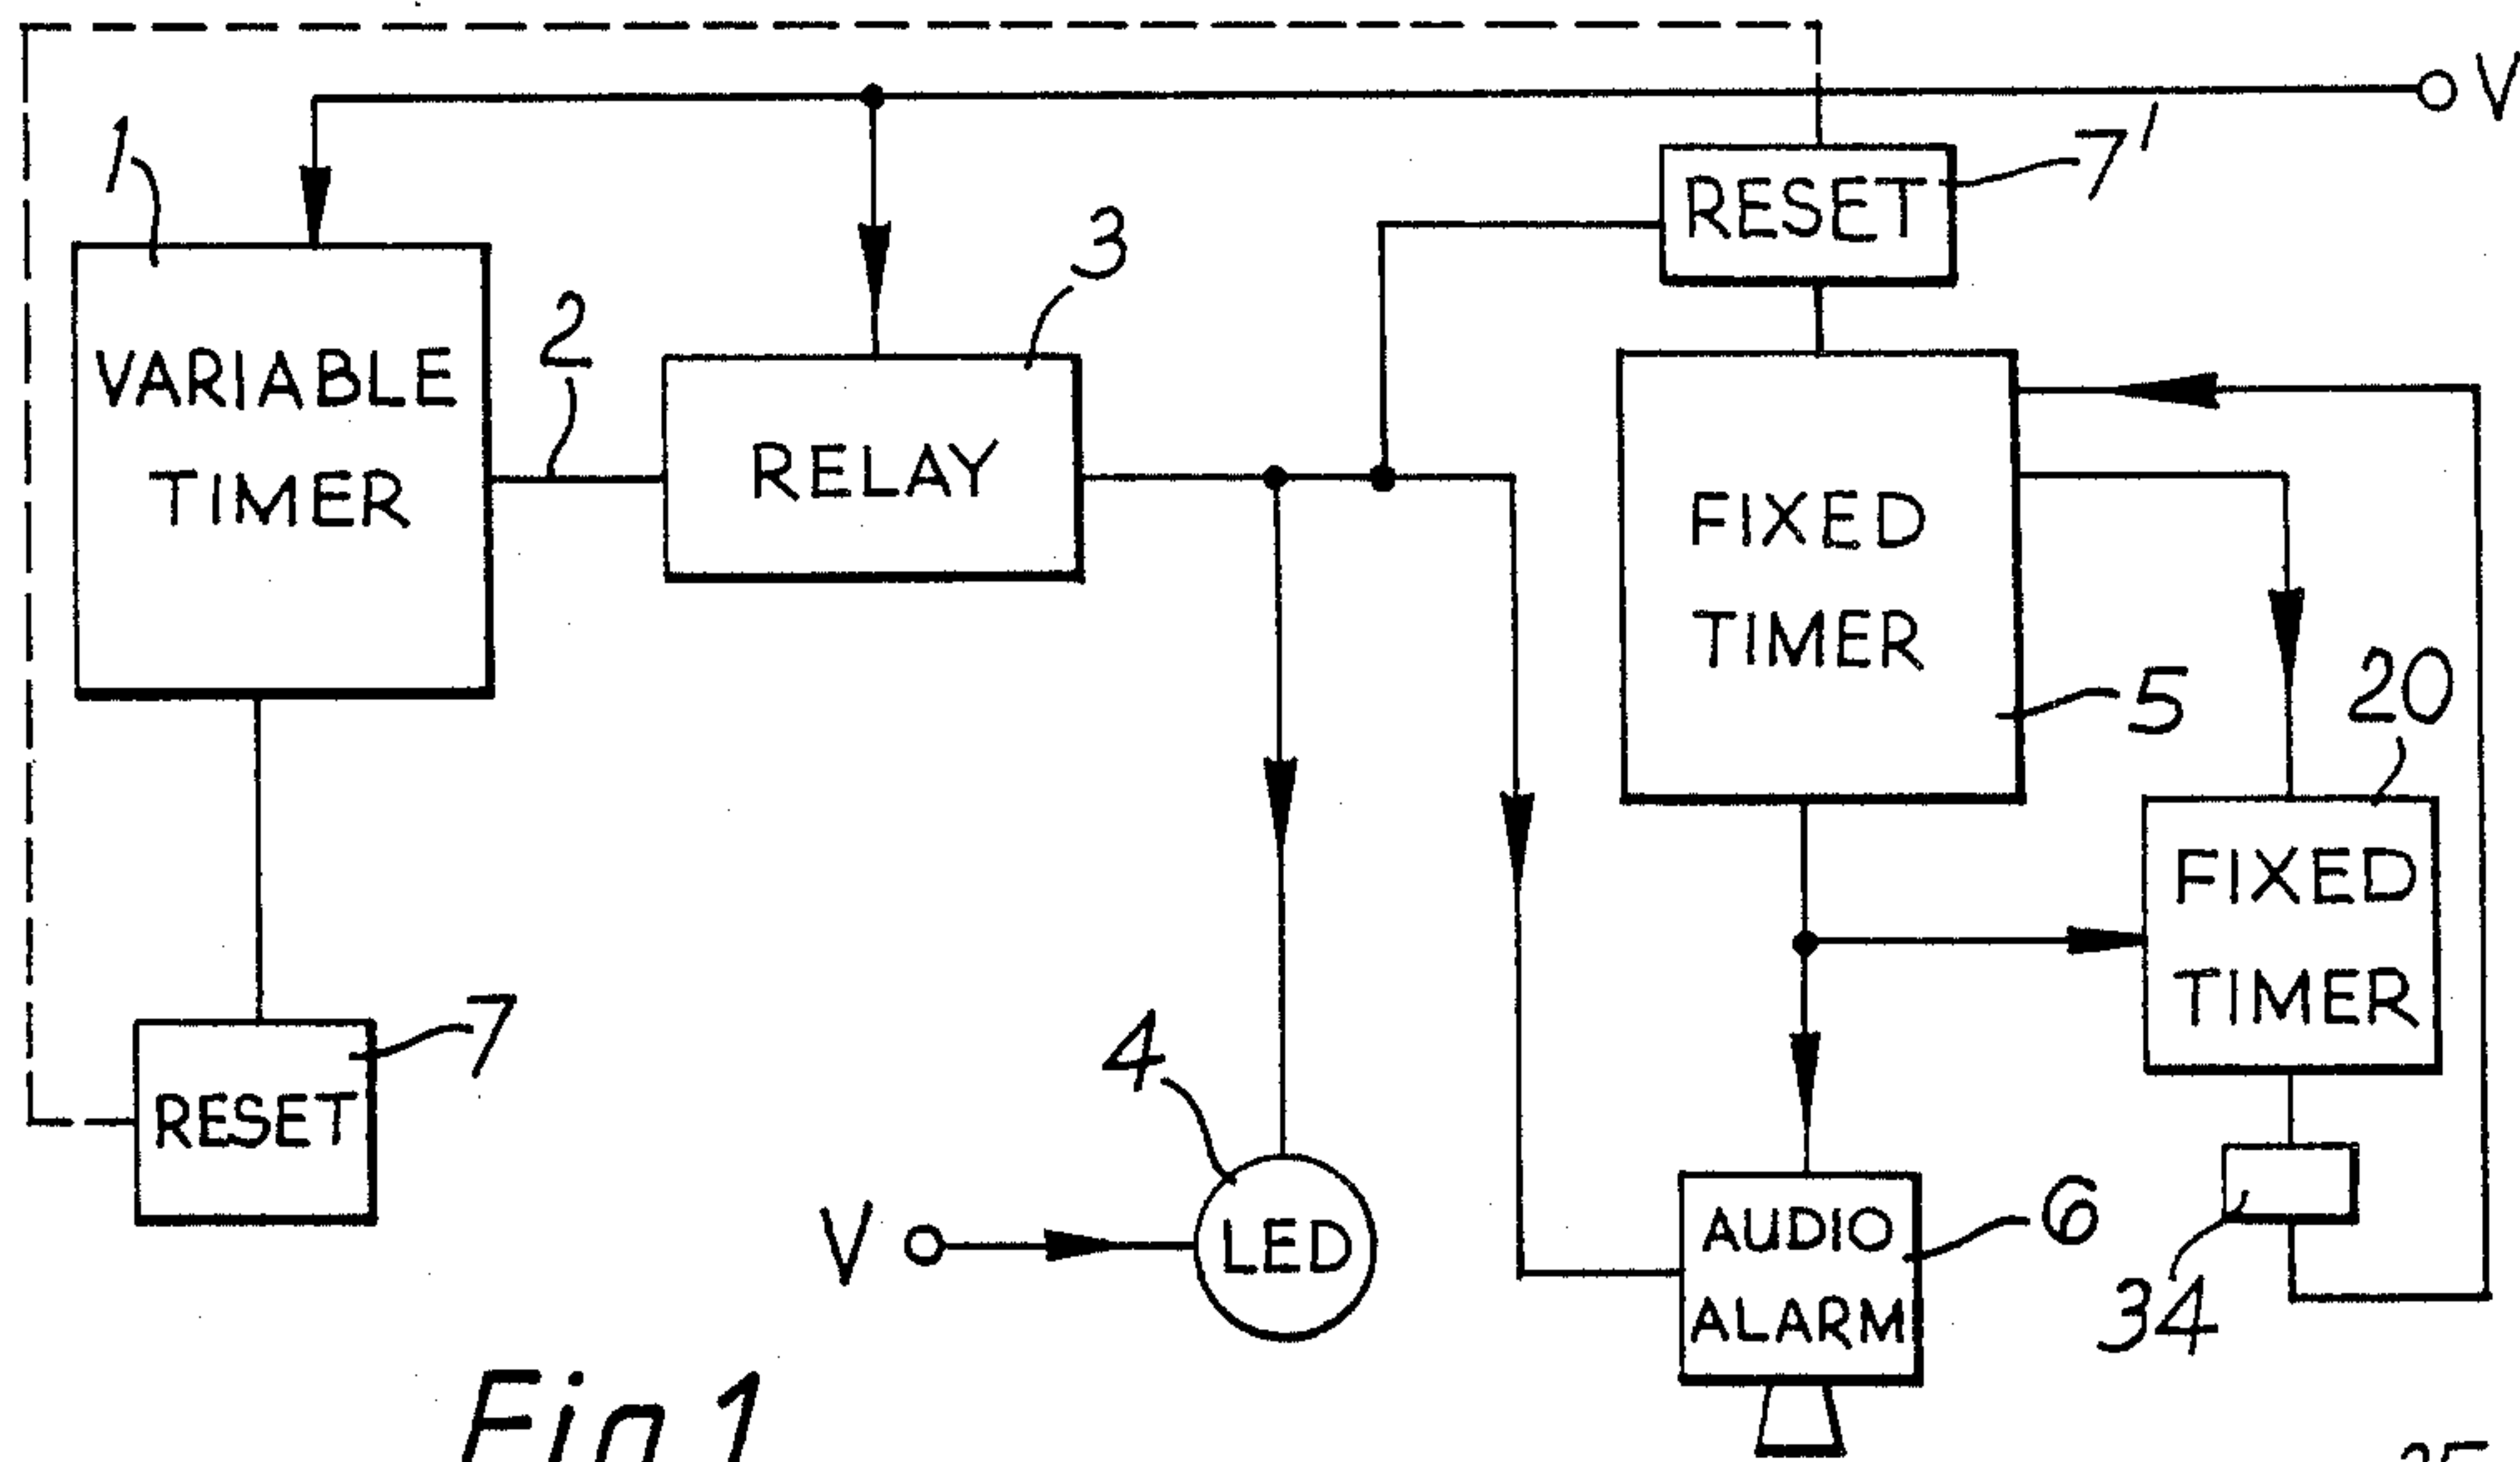 V
1
7'
RESET
3
2
VARIABLE
TIMER
RELAY
FIXED
TIMER
5
20
FIXED
TIMER
7
RESET
4
V
LED
6
AUDIO
ALARM
34
Fig 1